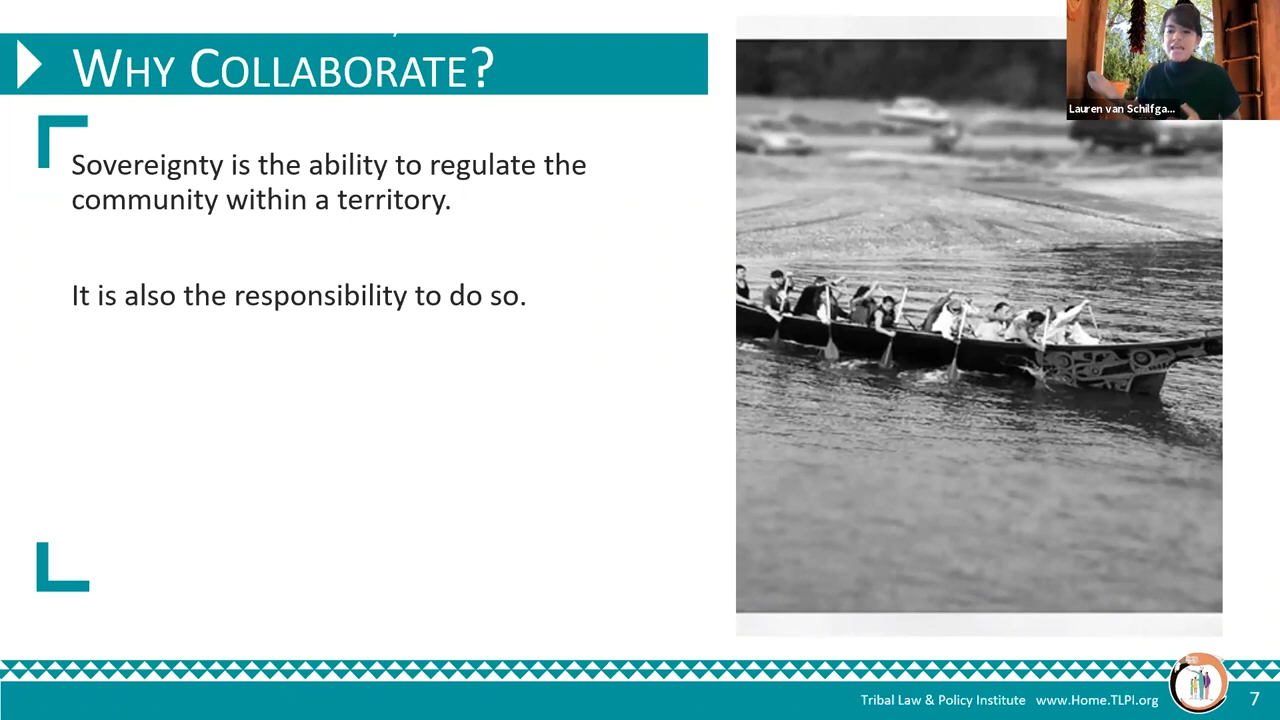 WHY COLLABORATE?
Lauren van Schilfga...
Sovereignty is the ability to regulate the
community within a territory.
It is also the responsibility to do so.
Tribal Law & Policy Institute www.Home.TLPI.org
7